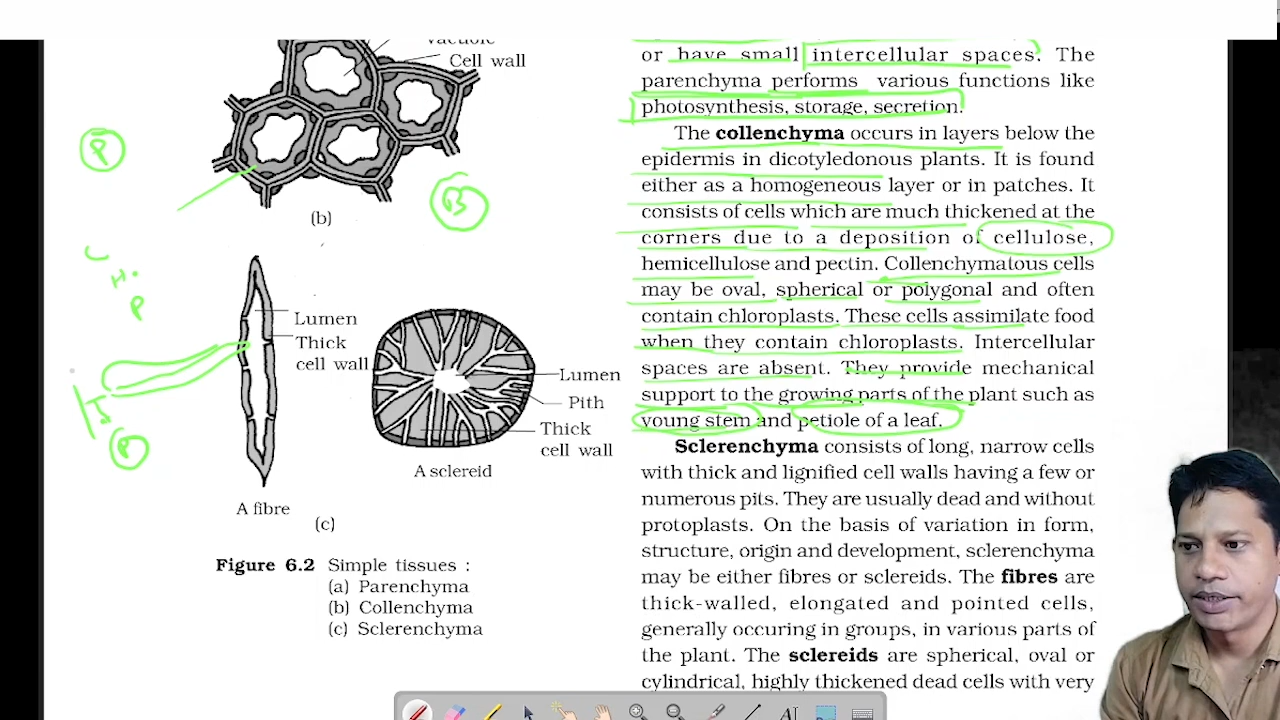 Vacuole
Cell wall
(b)
Lumen
Thick
cell wall
A fibre
Lumen
Pith
Thick
cell wall
A sclereid
(c)
Figure 6.2 Simple tissues :
(a) Parenchyma
(b) Collenchyma
(c) Sclerenchyma
P
B
H.
P
or have small intercellular spaces. The
parenchyma performs various functions like
photosynthesis, storage, secretion.
The collenchyma occurs in layers below the
epidermis in dicotyledonous plants. It is found
either as a homogeneous layer or in patches. It
consists of cells which are much thickened at the
corners due to a deposition of cellulose,
hemicellulose and pectin. Collenchymatous cells
may be oval, spherical or polygonal and often
contain chloroplasts. These cells assimilate food
when they contain chloroplasts. Intercellular
spaces are absent. They provide mechanical
support to the growing parts of the plant such as
young stem and petiole of a leaf.
Sclerenchyma consists of long, narrow cells
with thick and lignified cell walls having a few or
numerous pits. They are usually dead and without
protoplasts. On the basis of variation in form,
structure, origin and development, sclerenchyma
may be either fibres or sclereids. The fibres are
thick-walled, elongated and pointed cells,
generally occuring in groups, in various parts of
the plant. The sclereids are spherical, oval or
cylindrical, highly thickened dead cells with very